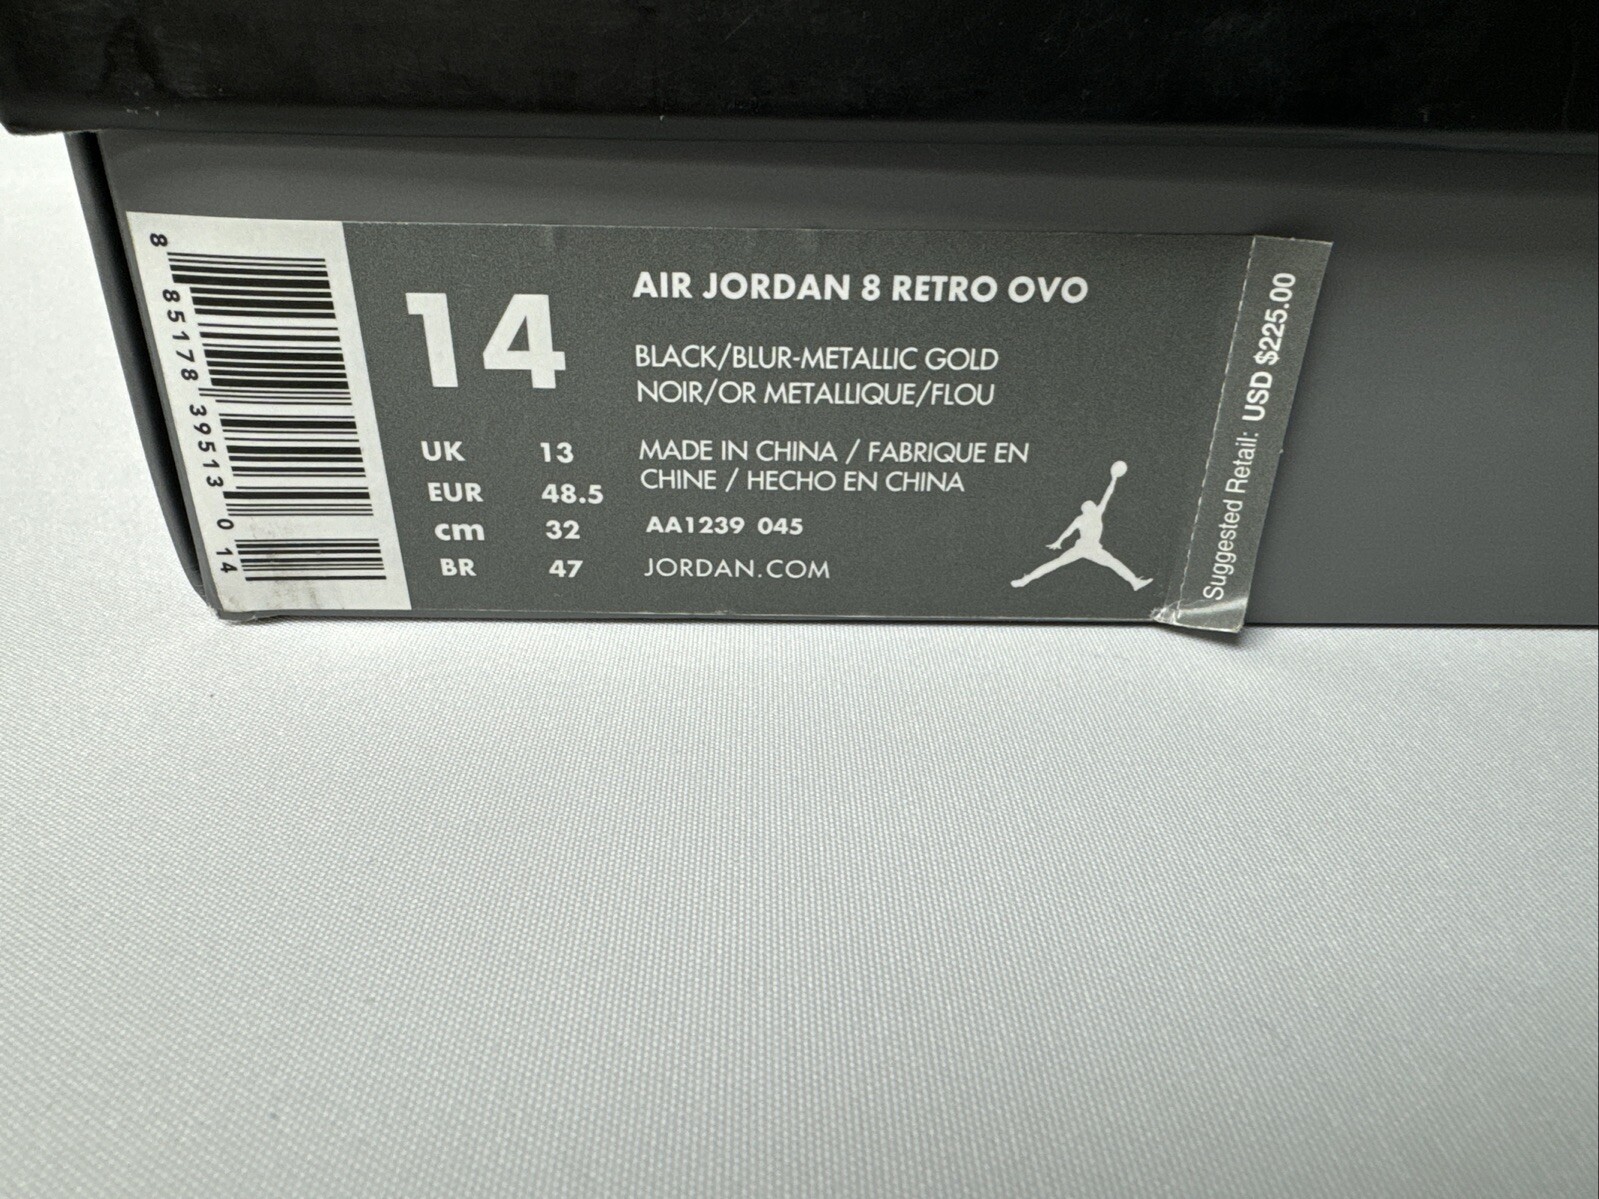 8 85178 39513 0 14
14
AIR JORDAN 8 RETRO OVO
BLACK/BLUR-METALLIC GOLD
NOIR/OR METALLIQUE/FLOU
UK 13
EUR 48.5
cm 32
BR 47
MADE IN CHINA / FABRIQUE EN
CHINE / HECHO EN CHINA
AA1239 045
JORDAN.COM
Suggested Retail: USD $225.00